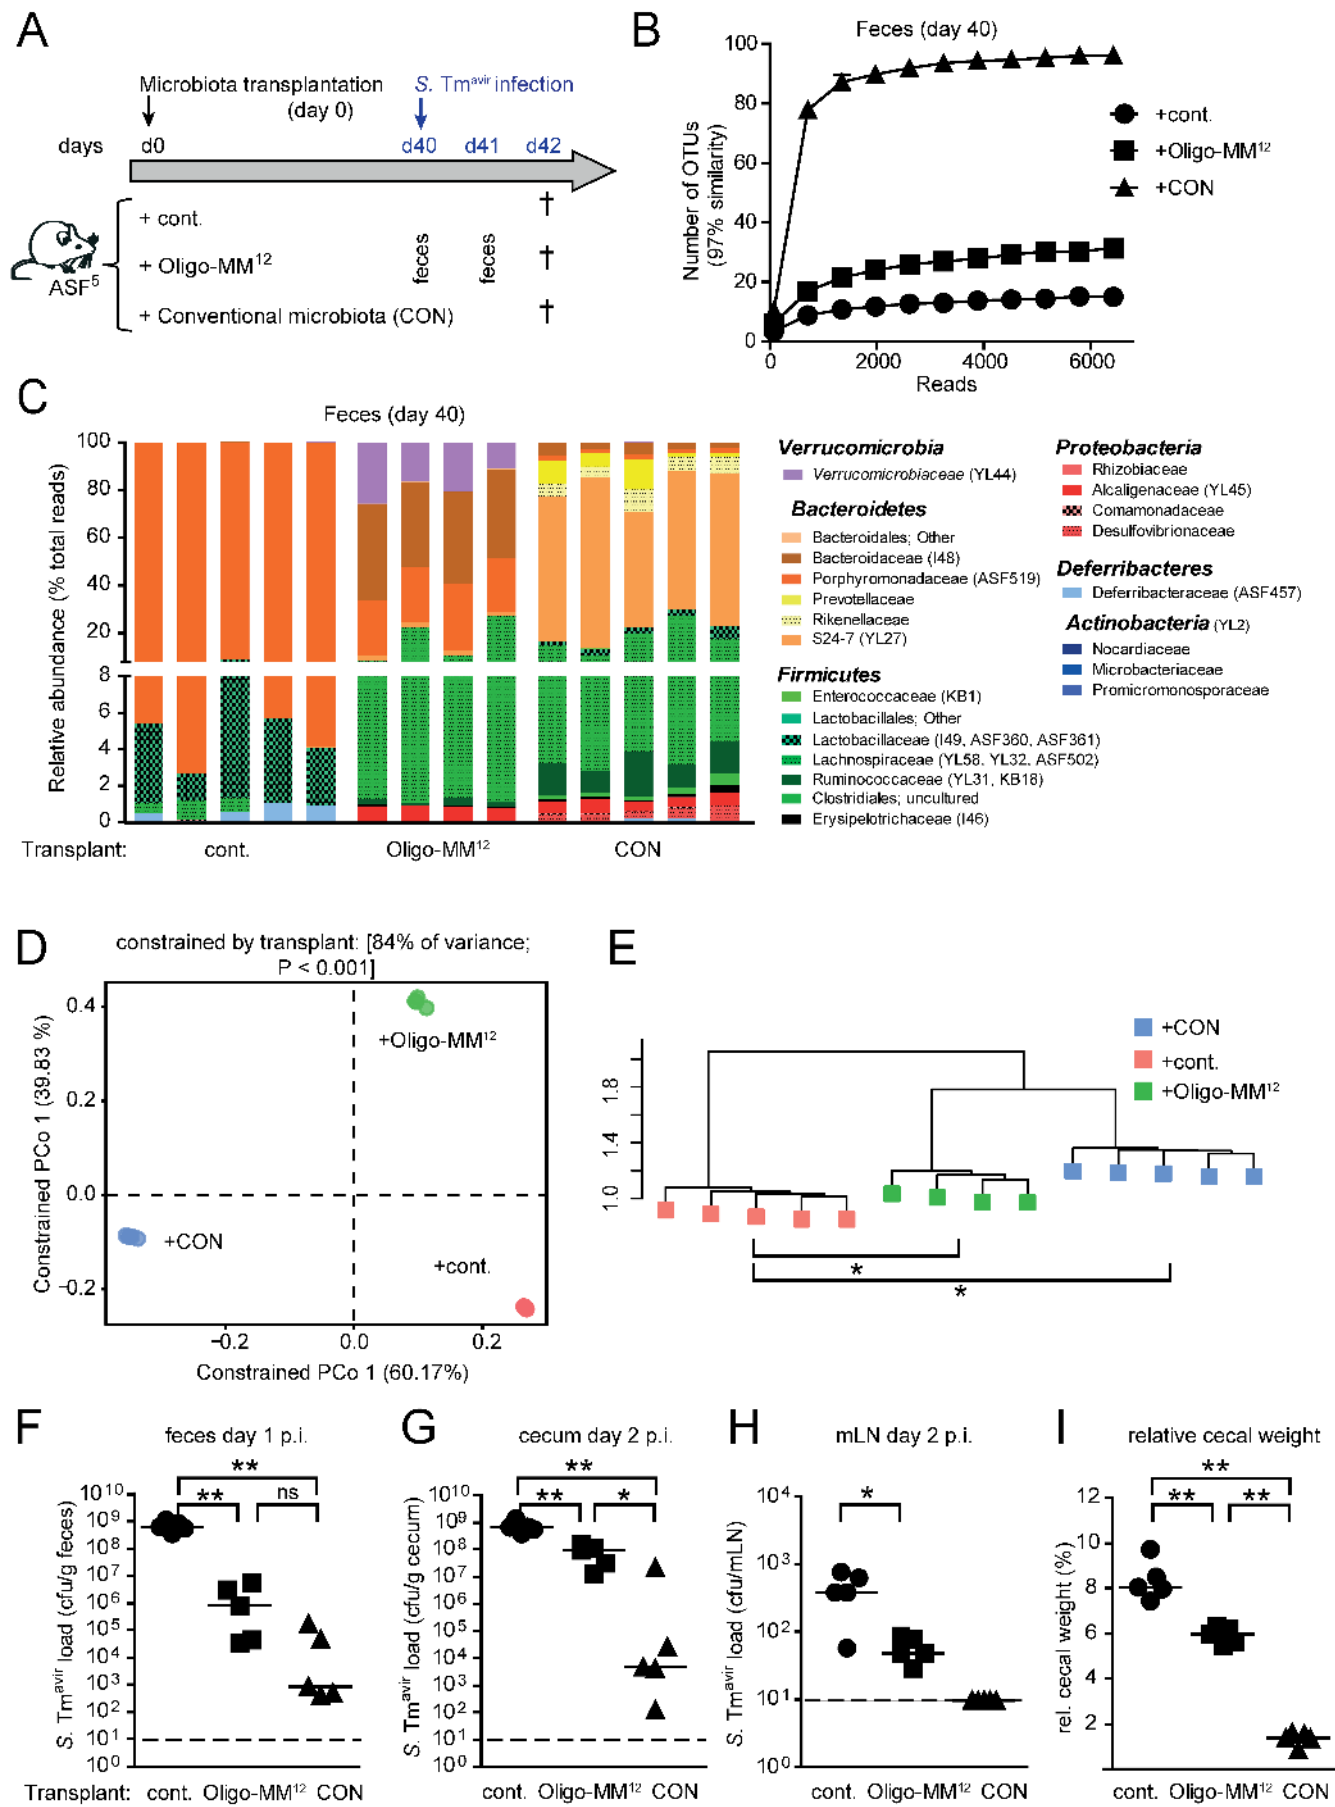 A
Microbiota transplantation
(day 0)
S. Tm^avir infection
days
d0
d40
d41
d42
+ cont.
+ Oligo-MM^12
+ Conventional microbiota (CON)
ASF^5
feces
feces
†
†
†
B
Feces (day 40)
Number of OTUs
(97% similarity)
100
80
60
40
20
0
0
2000
4000
6000
Reads
+cont.
+Oligo-MM^12
+CON
C
Feces (day 40)
Relative abundance (% total reads)
100
80
60
40
20
8
6
4
2
0
Transplant:
cont.
Oligo-MM^12
CON
Verrucomicrobia
Verrucomicrobiaceae (YL44)
Bacteroidetes
Bacteroidales; Other
Bacteroidaceae (I48)
Porphyromonadaceae (ASF519)
Prevotellaceae
Rikenellaceae
S24-7 (YL27)
Firmicutes
Enterococcaceae (KB1)
Lactobacillales; Other
Lactobacillaceae (I49, ASF360, ASF361)
Lachnospiraceae (YL58, YL32, ASF502)
Ruminococcaceae (YL31, KB18)
Clostridiales; uncultured
Erysipelotrichaceae (I46)
Proteobacteria
Rhizobiaceae
Alcaligenaceae (YL45)
Comamonadaceae
Desulfovibrionaceae
Deferribacteres
Deferribacteraceae (ASF457)
Actinobacteria (YL2)
Nocardiaceae
Microbacteriaceae
Promicromonosporaceae
D
constrained by transplant: [84% of variance;
P < 0.001]
Constrained PCo 1 (39.83 %)
0.4
0.2
0.0
−0.2
+Oligo-MM^12
+CON
+cont.
−0.2
0.0
0.2
Constrained PCo 1 (60.17%)
E
1.8
1.4
1.0
+CON
+cont.
+Oligo-MM^12
*
*
F
feces day 1 p.i.
**
**
ns
S. Tm^avir load (cfu/g feces)
10^10
10^9
10^8
10^7
10^6
10^5
10^4
10^3
10^2
10^1
10^0
Transplant:
cont.
Oligo-MM^12
CON
G
cecum day 2 p.i.
**
**
*
S. Tm^avir load (cfu/g cecum)
10^10
10^9
10^8
10^7
10^6
10^5
10^4
10^3
10^2
10^1
10^0
cont.
Oligo-MM^12
CON
H
mLN day 2 p.i.
*
S. Tm^avir load (cfu/mLN)
10^4
10^3
10^2
10^1
10^0
cont.
Oligo-MM^12
CON
I
relative cecal weight
**
**
**
rel. cecal weight (%)
12
10
8
6
4
2
cont.
Oligo-MM^12
CON